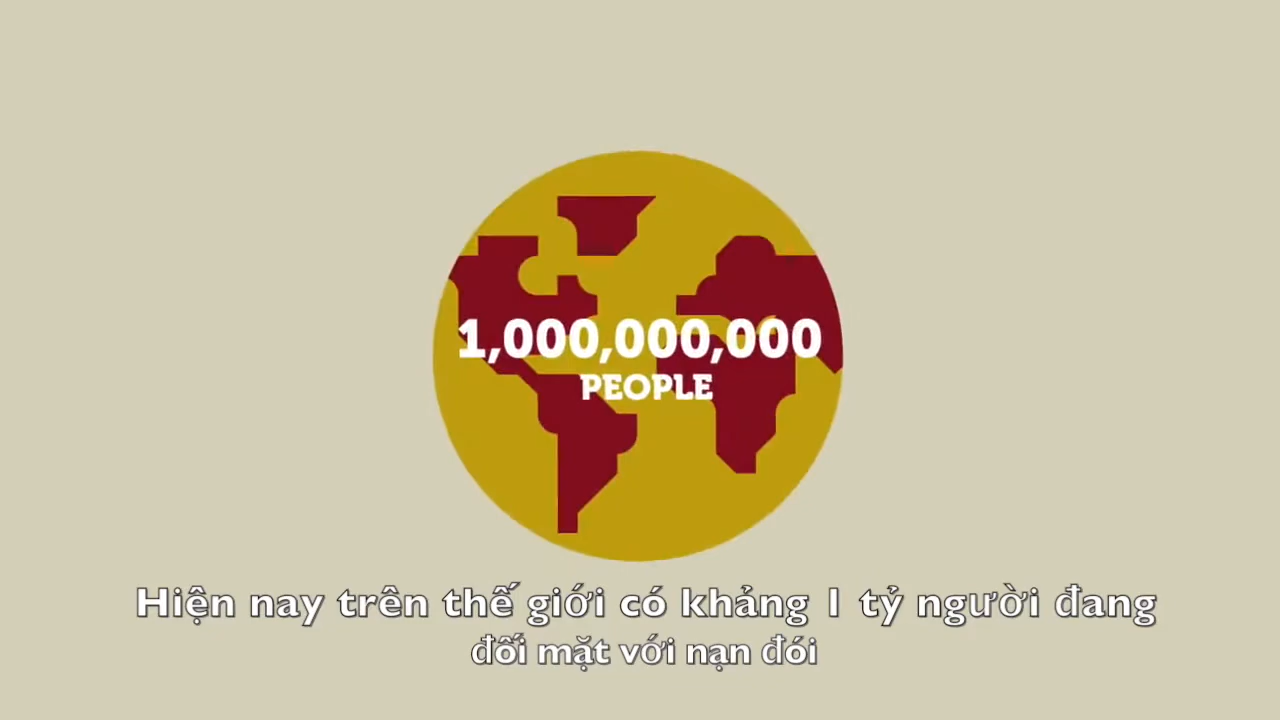 1,000,000,000
PEOPLE
Hiện nay trên thế giới có khảng 1 tỷ người đang
đối mặt với nạn đói